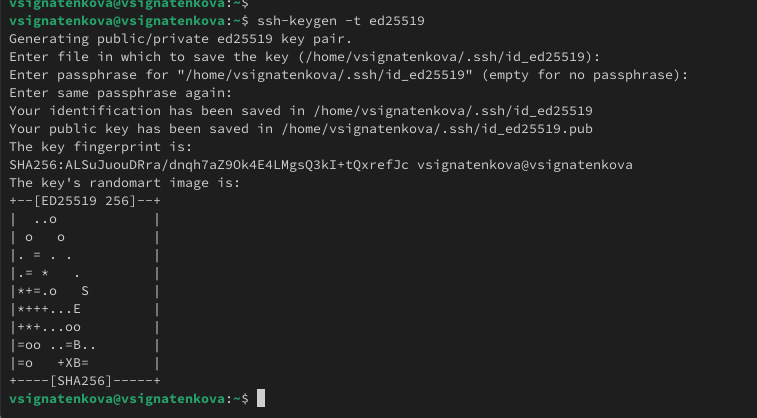 vsignatenkova@vsignatenkova:~$
vsignatenkova@vsignatenkova:~$ ssh-keygen -t ed25519
Generating public/private ed25519 key pair.
Enter file in which to save the key (/home/vsignatenkova/.ssh/id_ed25519):
Enter passphrase for "/home/vsignatenkova/.ssh/id_ed25519" (empty for no passphrase):
Enter same passphrase again:
Your identification has been saved in /home/vsignatenkova/.ssh/id_ed25519
Your public key has been saved in /home/vsignatenkova/.ssh/id_ed25519.pub
The key fingerprint is:
SHA256:ALSuJuouDRra/dnqh7aZ9Ok4E4LMgsQ3kI+tQxrefJc vsignatenkova@vsignatenkova
The key's randomart image is:
+--[ED25519 256]--+
|  ..o            |
| o   o           |
|. = . .          |
|.= *   .         |
|*+=.o   S        |
|*+++...E         |
|+*+...oo         |
|=oo ..=B..       |
|=o   +XB=        |
+----[SHA256]-----+
vsignatenkova@vsignatenkova:~$